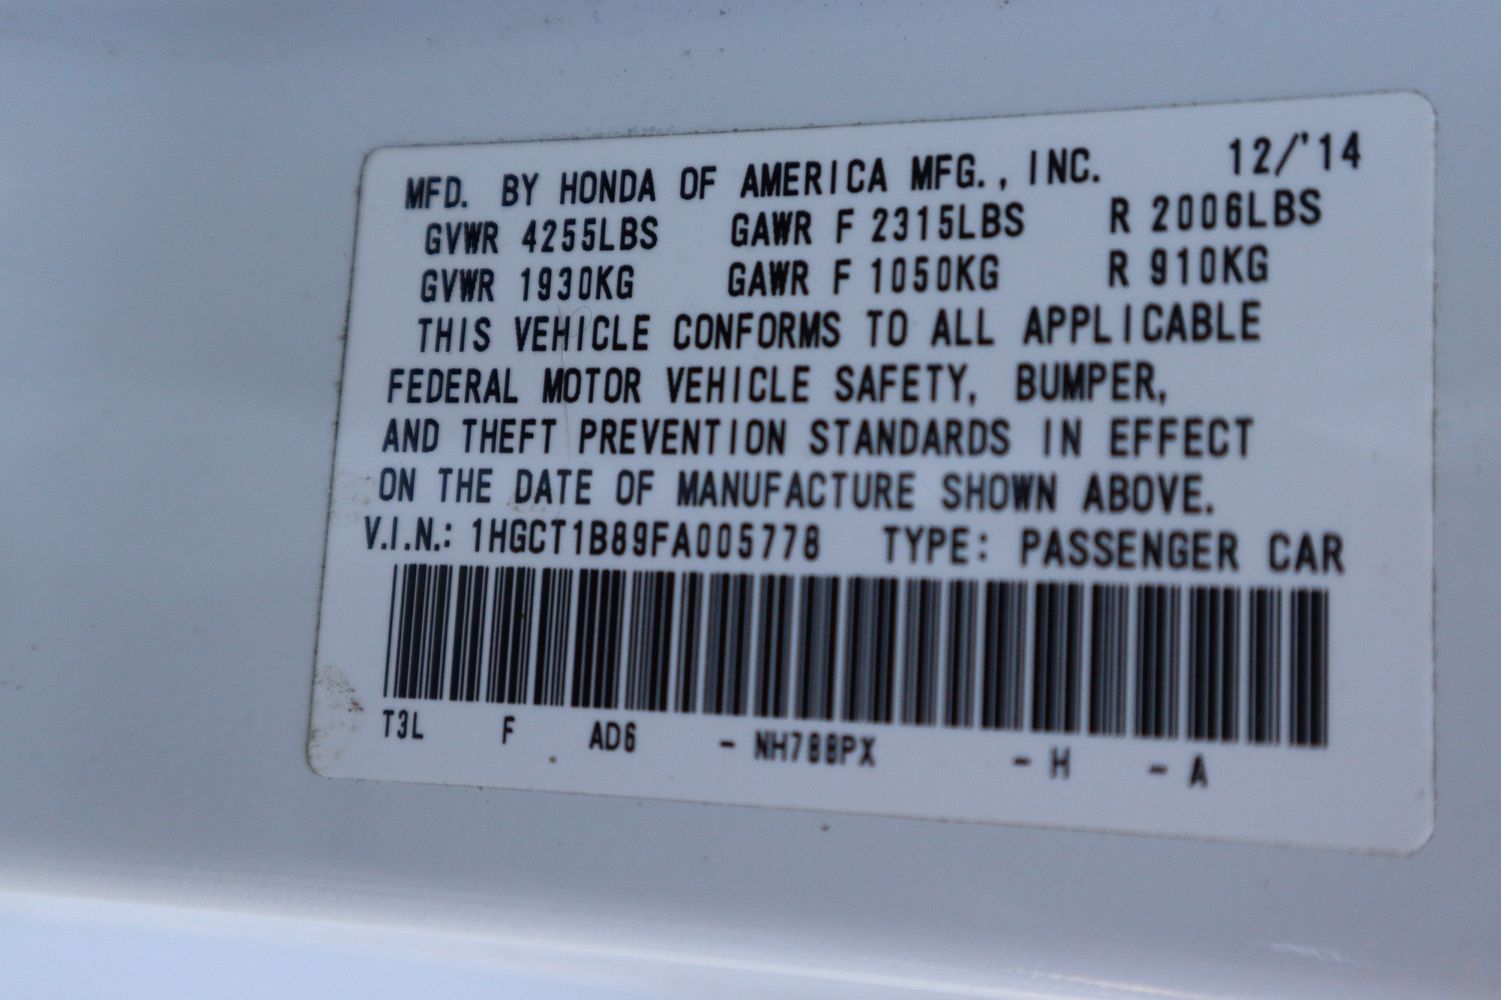 MFD. BY HONDA OF AMERICA MFG., INC. 12/'14
GVWR 4255LBS GAWR F 2315LBS R 2006LBS
GVWR 1930KG GAWR F 1050KG R 910KG
THIS VEHICLE CONFORMS TO ALL APPLICABLE
FEDERAL MOTOR VEHICLE SAFETY, BUMPER,
AND THEFT PREVENTION STANDARDS IN EFFECT
ON THE DATE OF MANUFACTURE SHOWN ABOVE.
V.I.N.: 1HGCT1B89FA005778 TYPE: PASSENGER CAR
T3L F AD6 - NH788PX - H - A